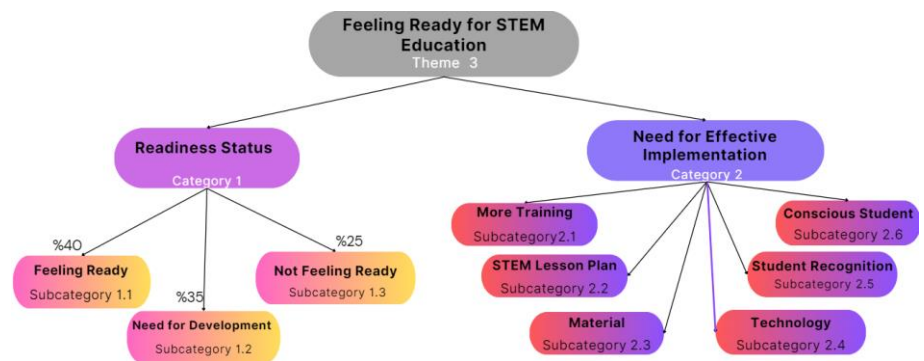 Feeling Ready for STEM
Education
Theme 3
Readiness Status
Category 1
%40
Feeling Ready
Subcategory 1.1
%35
Need for Development
Subcategory 1.2
%25
Not Feeling Ready
Subcategory 1.3
Need for Effective
Implementation
Category 2
More Training
Subcategory2.1
STEM Lesson Plan
Subcategory 2.2
Material
Subcategory 2.3
Technology
Subcategory 2.4
Student Recognition
Subcategory 2.5
Conscious Student
Subcategory 2.6